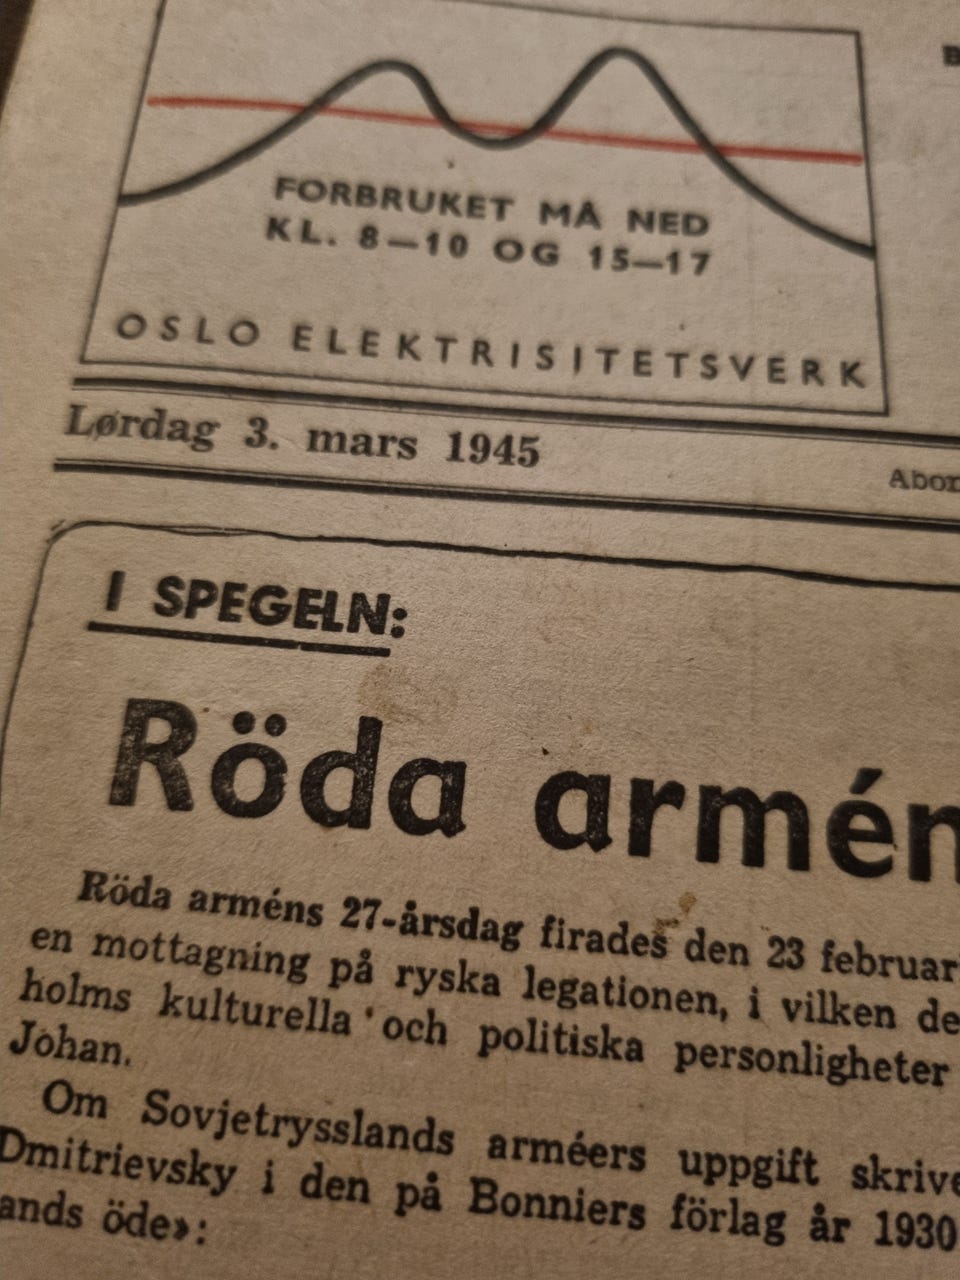 FORBRUKET MÅ NED
KL. 8—10 OG 15—17
OSLO ELEKTRISITETSVERK
Lørdag 3. mars 1945
Abon
I SPEGELN:
Röda armén
Röda arméns 27-årsdag firades den 23 februari
en mottagning på ryska legationen, i vilken de
holms kulturella och politiska personligheter
Johan.
Om Sovjetrysslands arméers uppgift skrive
Dmitrievsky i den på Bonniers förlag år 1930
ands öde»: